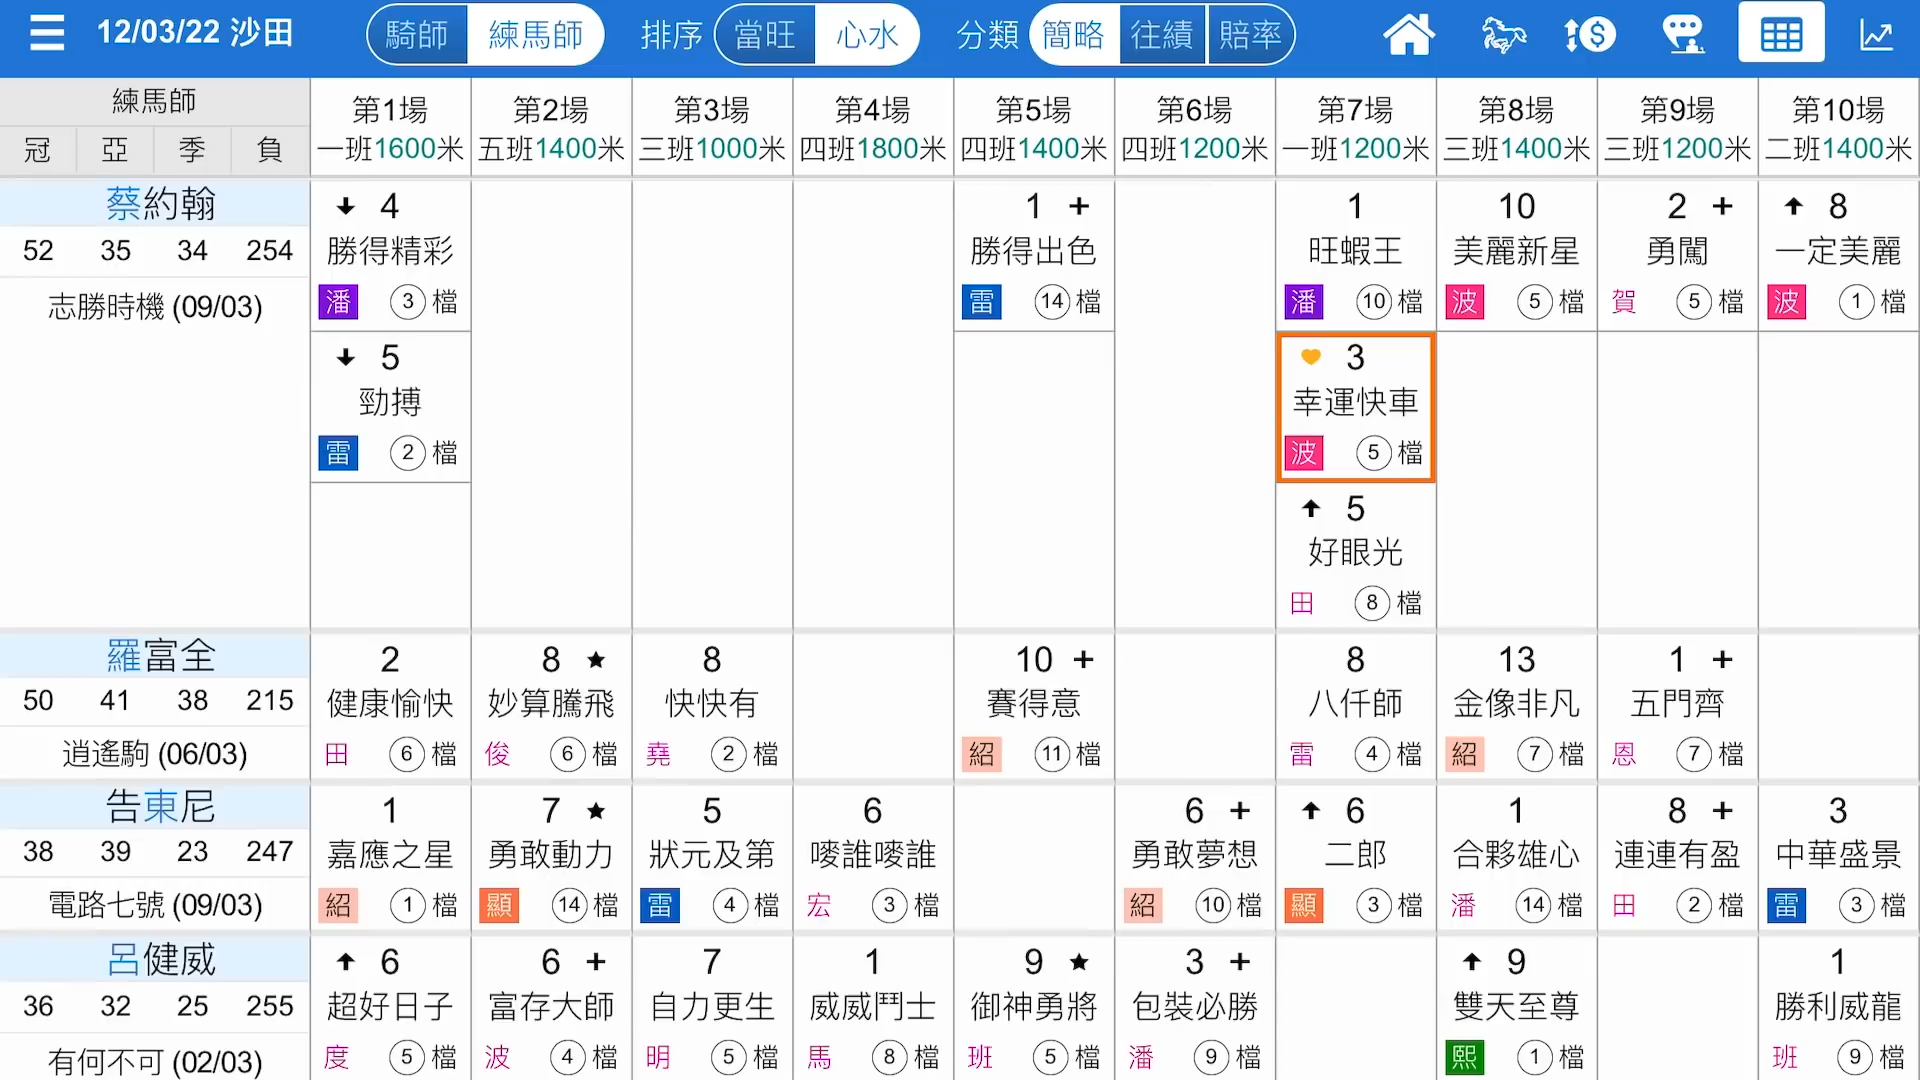 12/03/22 沙田 騎師 練馬師 排序 當旺 心水 分類 簡略 往績 賠率
練馬師 第1場 第2場 第3場 第4場 第5場 第6場 第7場 第8場 第9場 第10場
冠 亞 季 負 一班1600米 五班1400米 三班1000米 四班1800米 四班1400米 四班1200米 一班1200米 三班1400米 三班1200米 二班1400米
蔡約翰 4 1 + 1 10 2 + 8
52 35 34 254 勝得精彩 勝得出色 旺蝦王 美麗新星 勇闖 一定美麗
志勝時機 (09/03) 潘 3 檔 雷 14 檔 潘 10 檔 波 5 檔 賀 5 檔 波 1 檔
5 3
勁搏 幸運快車
雷 2 檔 波 5 檔
5
好眼光
田 8 檔
羅富全 2 8 ★ 8 10 + 8 13 1 +
50 41 38 215 健康愉快 妙算騰飛 快快有 賽得意 八仟師 金像非凡 五門齊
逍遙駒 (06/03) 田 6 檔 俊 6 檔 堯 2 檔 紹 11 檔 雷 4 檔 紹 7 檔 恩 7 檔
告東尼 1 7 ★ 5 6 6 + 6 1 8 + 3
38 39 23 247 嘉應之星 勇敢動力 狀元及第 嘜誰嘜誰 勇敢夢想 二郎 合夥雄心 連連有盈 中華盛景
電路七號 (09/03) 紹 1 檔 顯 14 檔 雷 4 檔 宏 3 檔 紹 10 檔 顯 3 檔 潘 14 檔 田 2 檔 雷 3 檔
呂健威 6 6 + 7 1 9 ★ 3 + 9 1
36 32 25 255 超好日子 富存大師 自力更生 威威鬥士 御神勇將 包裝必勝 雙天至尊 勝利威龍
有何不可 (02/03) 度 5 檔 波 4 檔 明 5 檔 馬 8 檔 班 5 檔 潘 9 檔 熙 1 檔 班 9 檔